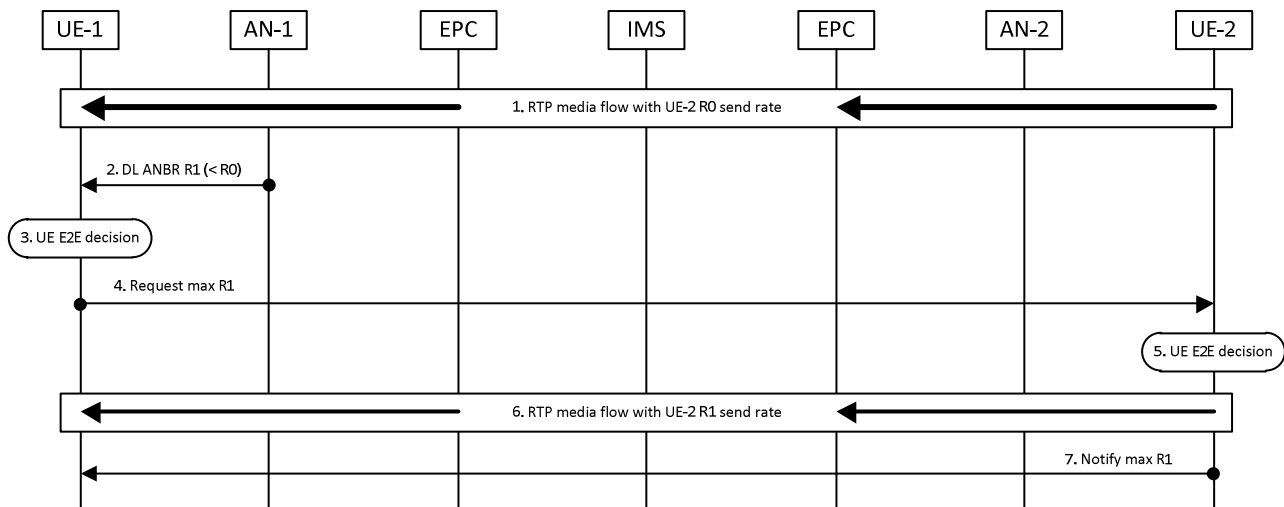 UE-1 AN-1 EPC IMS EPC AN-2 UE-2
1. RTP media flow with UE-2 R0 send rate
2. DL ANBR R1 (< R0)
3. UE E2E decision
4. Request max R1
5. UE E2E decision
6. RTP media flow with UE-2 R1 send rate
7. Notify max R1